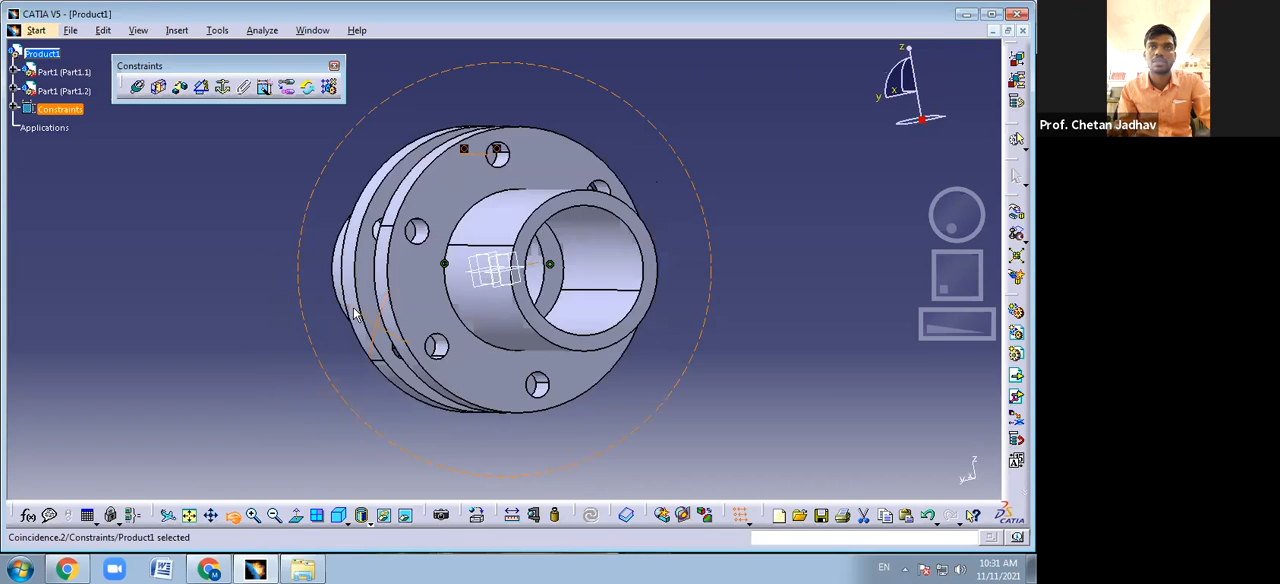 CATIA V5 - [Product1]
Start File Edit View Insert Tools Analyze Window Help
Product1
Part1 (Part1.1)
Part1 (Part1.2)
Constraints
Applications
Constraints
z
y
x
Prof. Chetan Jadhav
z
y x
f(x)
CATIA
Coincidence.2/Constraints/Product1 selected
EN
10:31 AM
11/11/2021